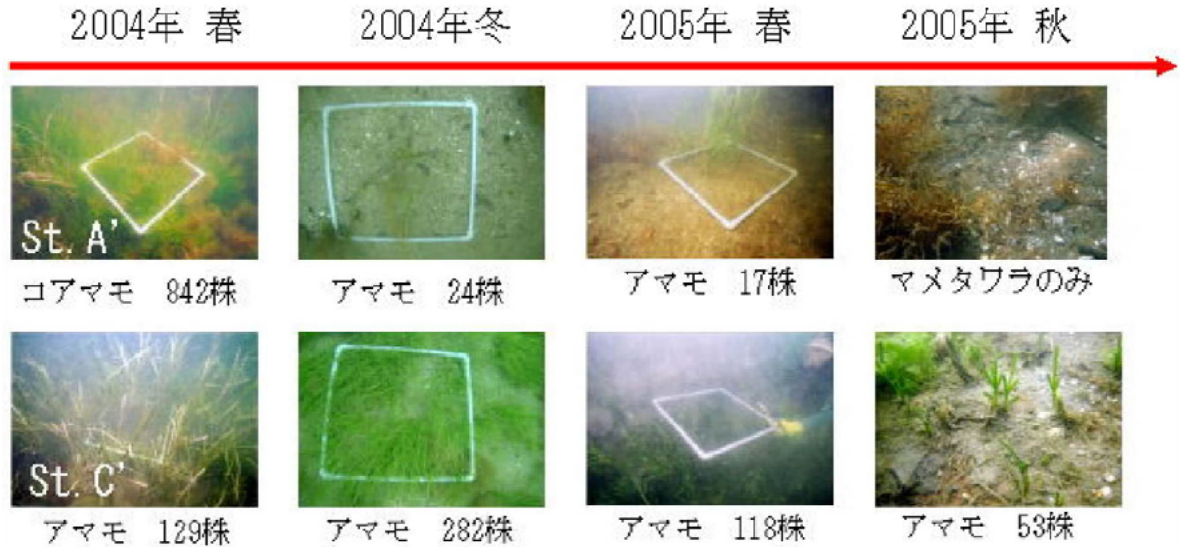 2004年 春
2004年冬
2005年 春
2005年 秋
St. A'
コアマモ 842株
アマモ 24株
アマモ 17株
マメタワラのみ
St. C'
アマモ 129株
アマモ 282株
アマモ 118株
アマモ 53株